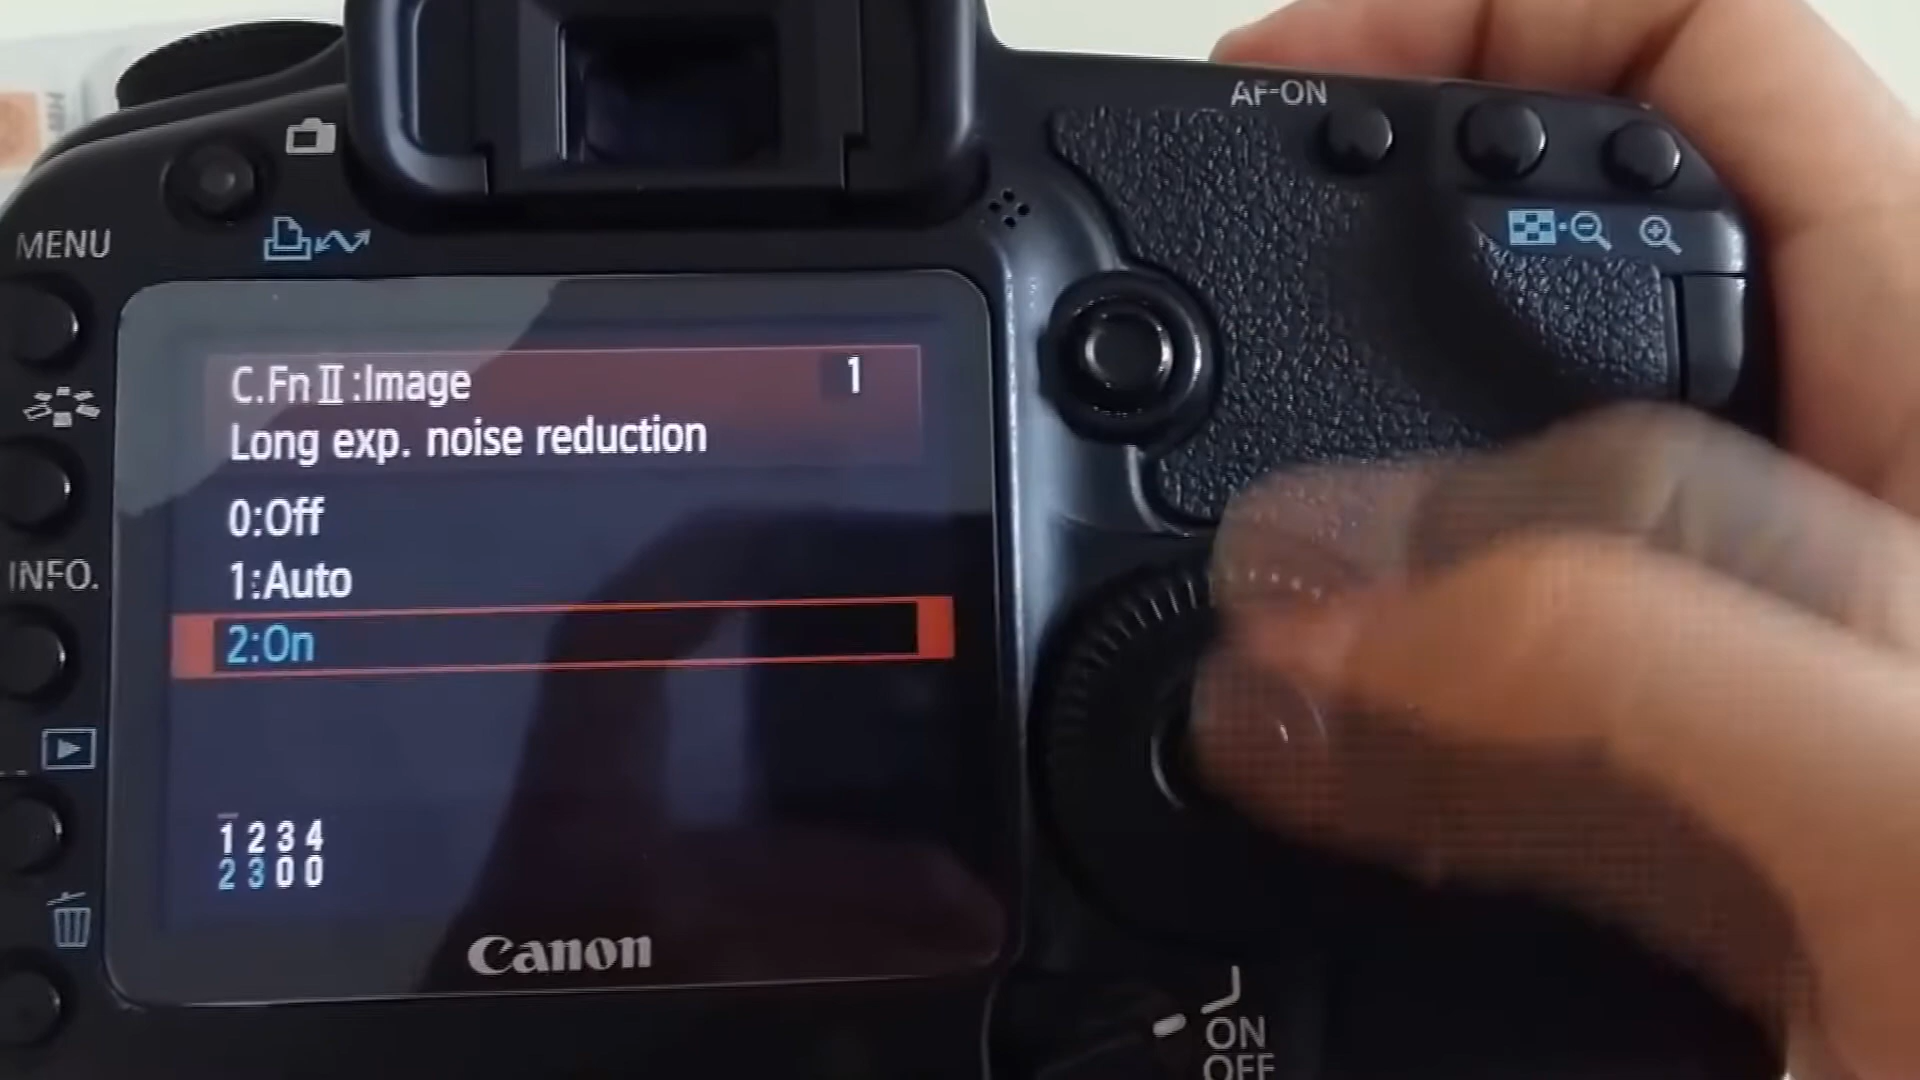 AF-ON
MENU
C.Fn II :Image 1
Long exp. noise reduction
0:Off
1:Auto
2:On
INFO.
1 2 3 4
2 3 0 0
Canon
ON
OFF